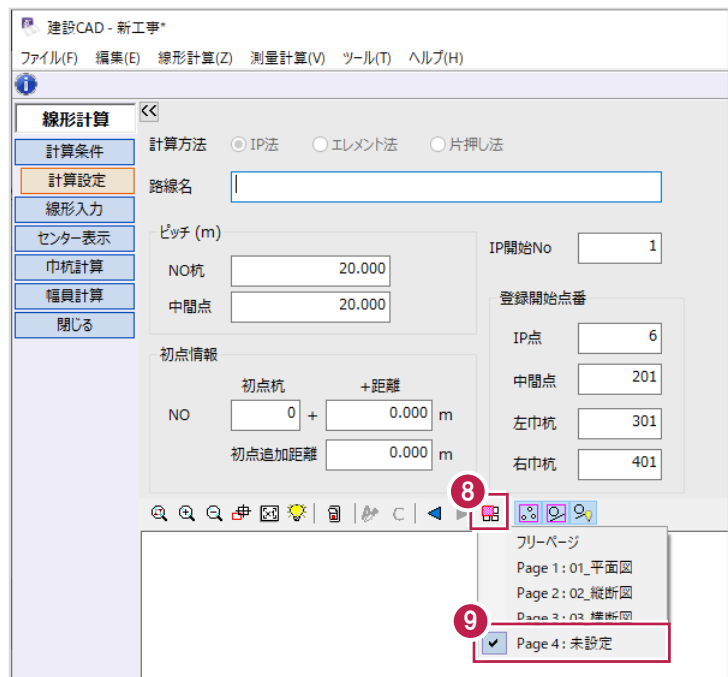 建設CAD - 新工事*
ファイル(F) 編集(E) 線形計算(Z) 測量計算(V) ツール(T) ヘルプ(H)
線形計算
計算条件
計算設定
線形入力
センター表示
巾杭計算
幅員計算
閉じる
<<
計算方法 IP法 エレメント法 片押し法
路線名
ピッチ (m)
NO杭 20.000
中間点 20.000
IP開始No 1
登録開始点番
IP点 6
中間点 201
左巾杭 301
右巾杭 401
初点情報
初点杭 +距離
NO 0 + 0.000 m
初点追加距離 0.000 m
8
フリーページ
Page 1 : 01_平面図
Page 2 : 02_縦断図
Page 3 : 03_横断図
9
Page 4 : 未設定